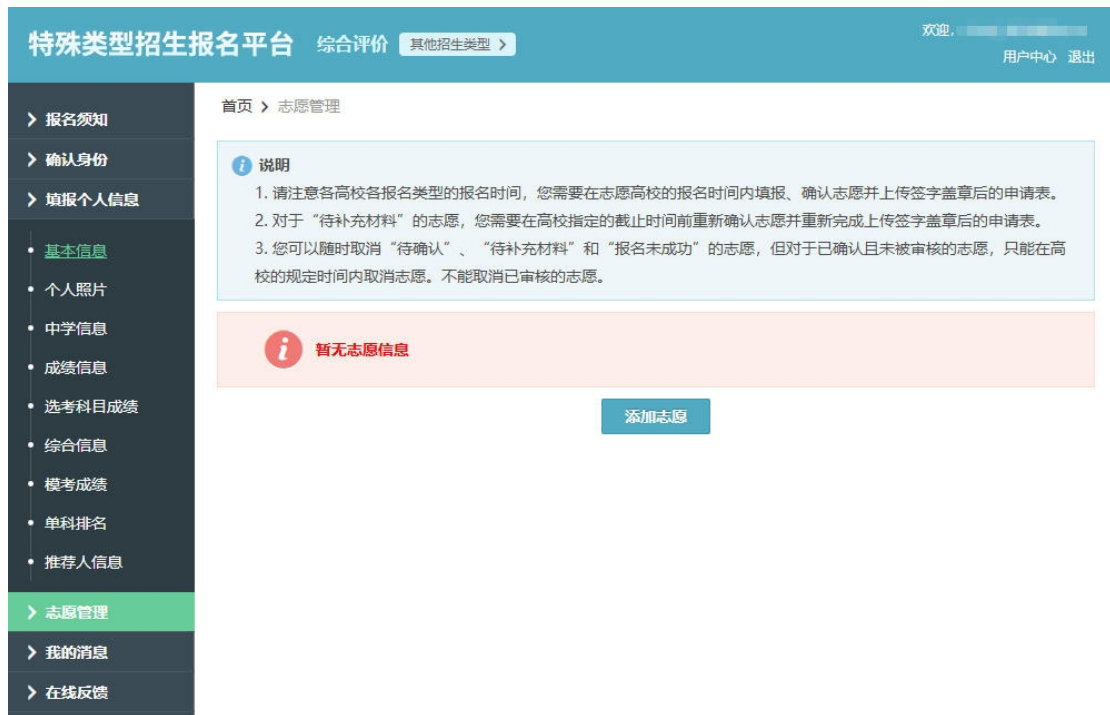 特殊类型招生报名平台 综合评价 其他招生类型 >
欢迎,
用户中心 退出
首页 > 志愿管理
报名须知
确认身份
填报个人信息
基本信息
个人照片
中学信息
成绩信息
选考科目成绩
综合信息
模考成绩
单科排名
推荐人信息
志愿管理
我的消息
在线反馈
说明
1. 请注意各高校各报名类型的报名时间，您需要在志愿高校的报名时间内填报、确认志愿并上传签字盖章后的申请表。
2. 对于“待补充材料”的志愿，您需要在高校指定的截止时间前重新确认志愿并重新完成上传签字盖章后的申请表。
3. 您可以随时取消“待确认”、“待补充材料”和“报名未成功”的志愿，但对于已确认且未被审核的志愿，只能在高
校的规定时间内取消志愿。不能取消已审核的志愿。
暂无志愿信息
添加志愿